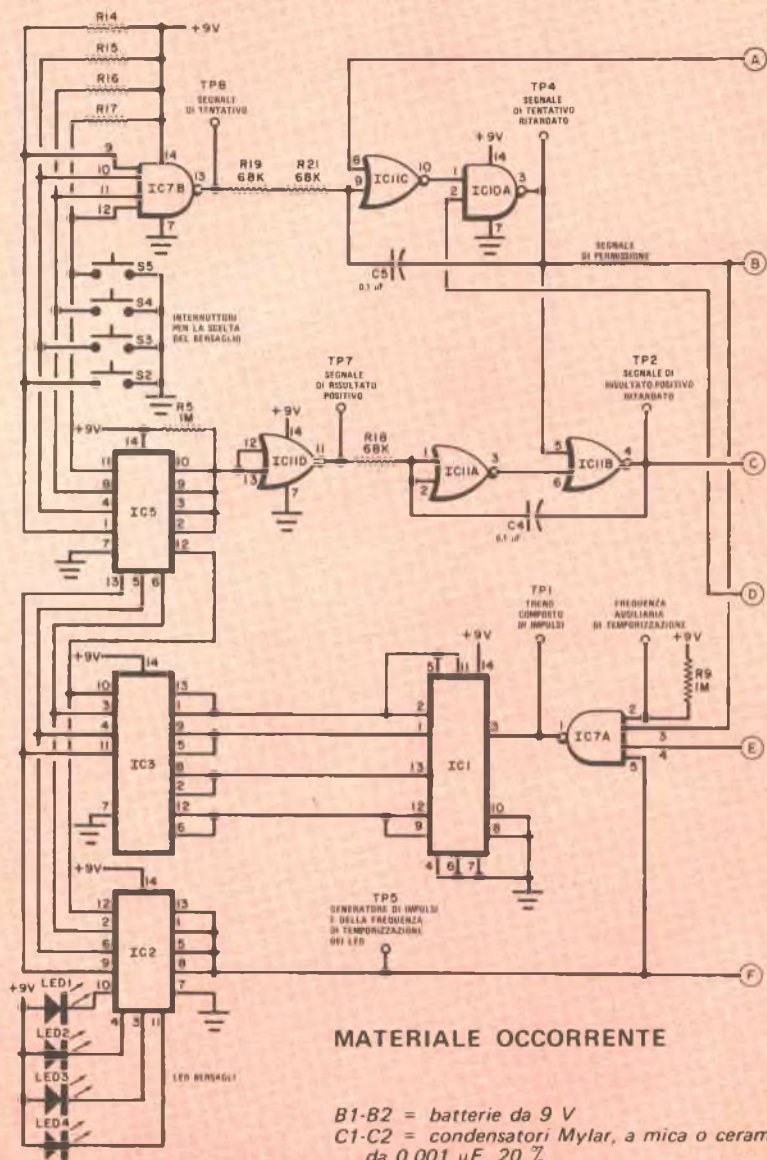 R14
+9V
R15
R16
R17
TP8
SEGNALE
DI TENTATIVO
TP4
SEGNALE
DI TENTATIVO
RITARDATO
A
9
10
11
12
14
IC7B
13
7
R19
68K
R21
68K
8
9
IC11C
10
+9V
14
1
2
IC10A
3
7
C5
0.1 uF
SEGNALE
DI PERMISSIONE
B
S5
S4
S3
S2
INTERRUTTORI
PER LA SCELTA
DEL BERSAGLIO
TP7
SEGNALE
DI RISULTATO
POSITIVO
TP2
SEGNALE DI
RISULTATO POSITIVO
RITARDATO
R5
1M
+9V
14
11
8
4
1
7
IC5
10
9
3
2
12
13
5
6
+9V
14
12
13
IC11D
11
7
R18
68K
1
2
IC11A
3
5
6
IC11B
4
C4
0.1 uF
C
D
TP1
TREND
COMPOSTO
DI IMPULSI
FREQUENZA
AUSILIARIA
DI TEMPORIZZAZIONE
+9V
R9
1M
+9V
14
10
3
4
11
7
IC3
13
1
9
5
8
2
12
6
+9V
5
11
14
2
1
13
12
9
IC1
3
10
8
4
6
7
1
IC7A
2
3
4
5
E
TP5
GENERATORE DI IMPULSI
E DELLA FREQUENZA
DI TEMPORIZZAZIONE
DEI LED
F
+9V
14
12
2
6
9
10
IC2
13
1
5
8
7
4
3
11
+9V
LED1
LED2
LED3
LED4
LED BERSAGLI
MATERIALE OCCORRENTE
B1-B2 = batterie da 9 V
C1-C2 = condensatori Mylar, a mica o ceram
da 0,001 µF, 20 %